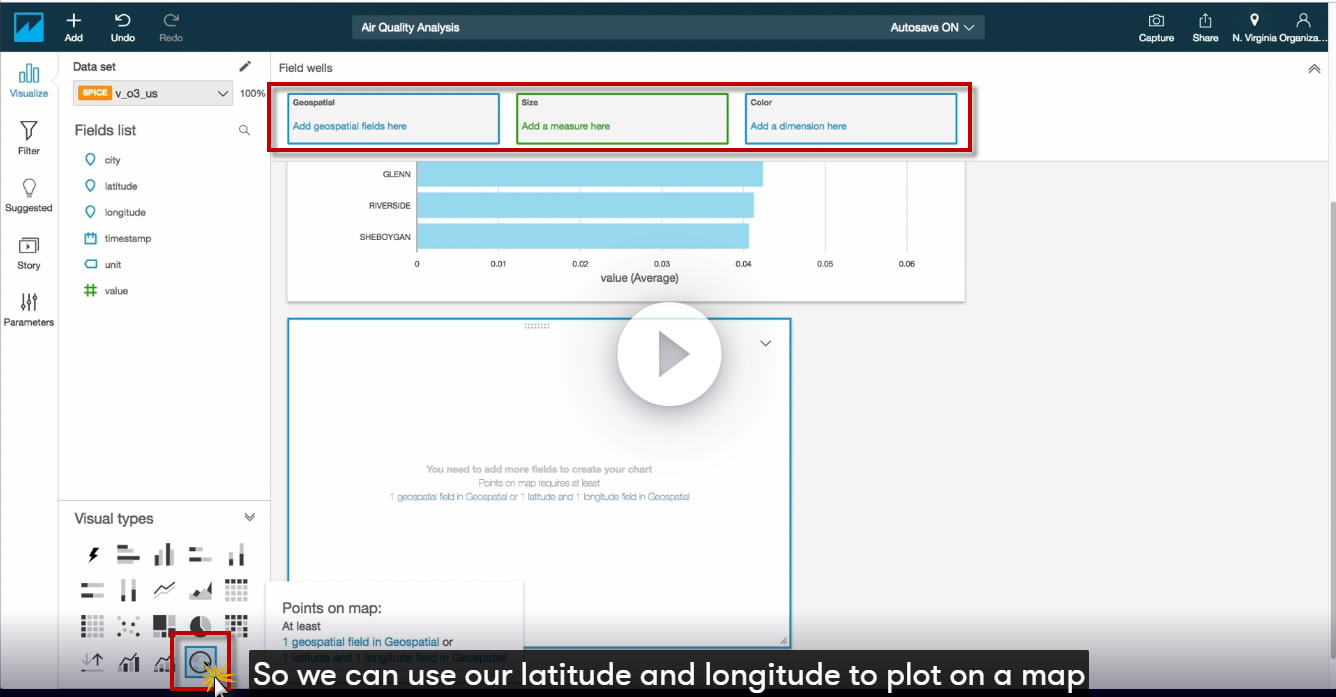 Add
Undo
Redo
Air Quality Analysis
Autosave ON
Capture
Share
N. Virginia
Organiza...
Visualize
Filter
Suggested
Story
Parameters
Data set
SPICE v_o3_us
100%
Fields list
city
latitude
longitude
timestamp
unit
value
Field wells
Geospatial
Add geospatial fields here
Size
Add a measure here
Color
Add a dimension here
GLENN
RIVERSIDE
SHEBOYGAN
0 0.01 0.02 0.03 0.04 0.05 0.06
value (Average)
You need to add more fields to create your chart
Points on map requires at least
1 geospatial field in Geospatial or 1 latitude and 1 longitude field in Geospatial
Visual types
Points on map:
At least
1 geospatial field in Geospatial or
1 latitude and 1 longitude field in Geospatial
So we can use our latitude and longitude to plot on a map